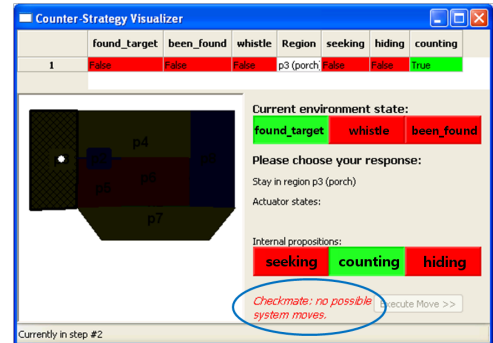 Counter-Strategy Visualizer
found_target been_found whistle Region seeking hiding counting
1 False False False p3 (porch) False False True
p4
p5 p6
p7
Current environment state:
found_target whistle been_found
Please choose your response:
Stay in region p3 (porch)
Actuator states:
Internal propositions:
seeking counting hiding
Checkmate: no possible
system moves.
Execute Move >>
Currently in step #2